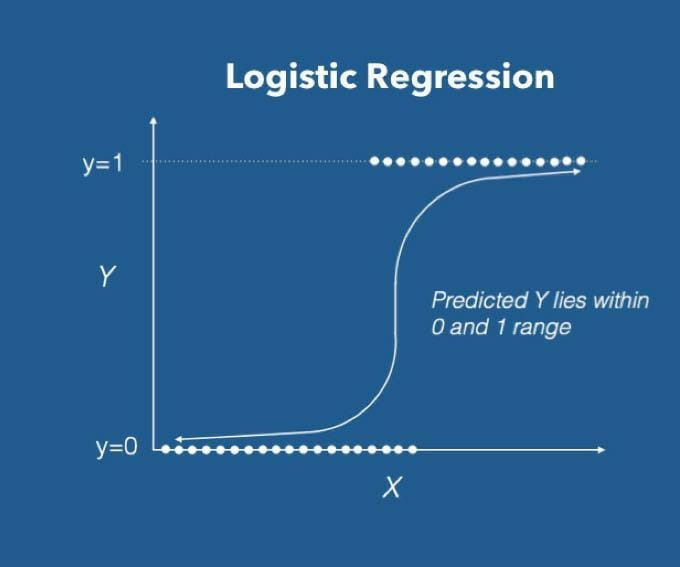 Logistic Regression
y=1
Y
Predicted Y lies within
0 and 1 range
y=0
X